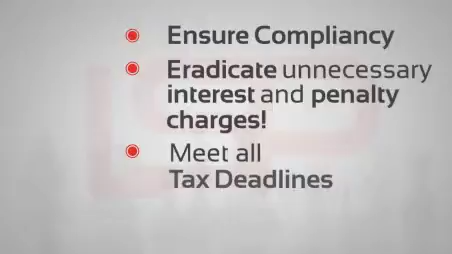 Ensure Compliancy
Eradicate unnecessary
interest and penalty
charges!
Meet all
Tax Deadlines